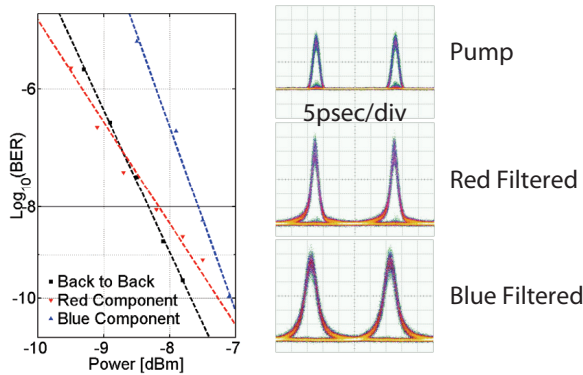 Log10(BER)
-6
-8
-10
Back to Back
Red Component
Blue Component
-10
-9
-8
-7
Power [dBm]
Pump
5psec/div
Red Filtered
Blue Filtered